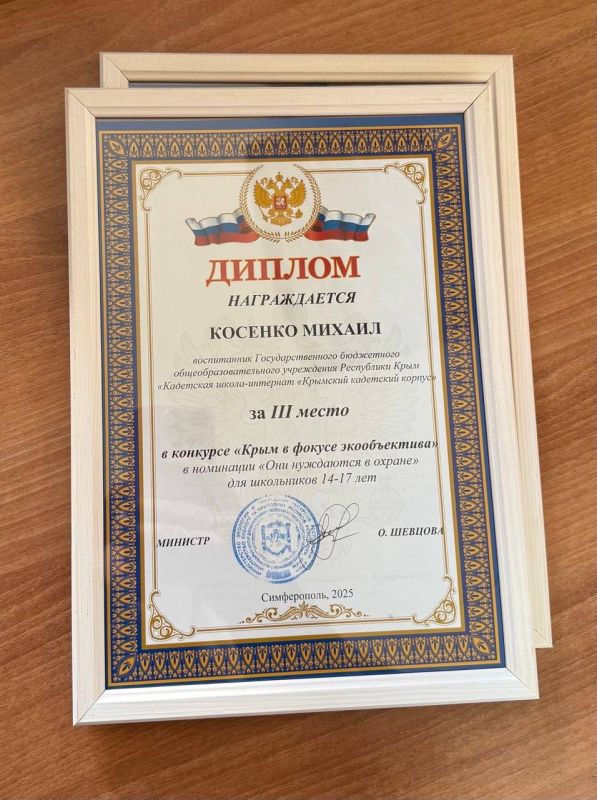 ДИПЛОМ
НАГРАЖДАЕТСЯ
КОСЕНКО МИХАИЛ
воспитанник Государственного бюджетного
общеобразовательного учреждения Республики Крым
«Кадетская школа-интернат «Крымский кадетский корпус»
за III место
в конкурсе «Крым в фокусе экообъектива»
в номинации «Они нуждаются в охране»
для школьников 14-17 лет
МИНИСТР
О. ШЕВЦОВА
Симферополь, 2025